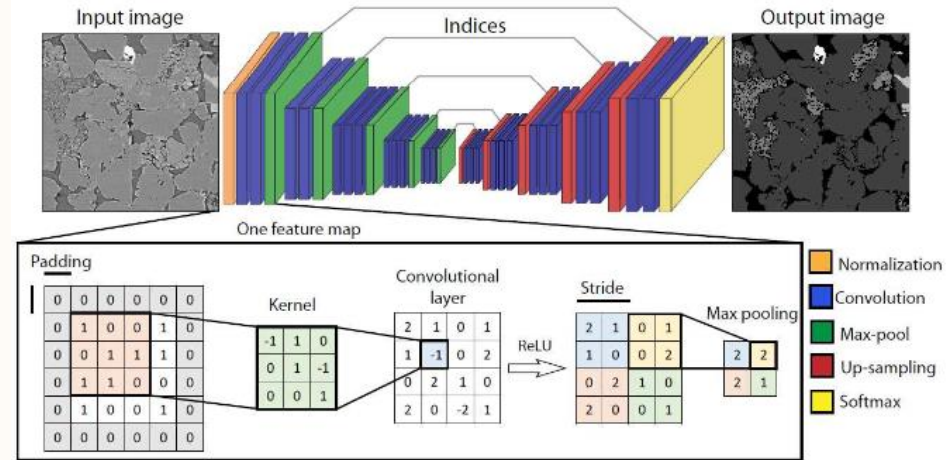 Input image
Indices
Output image
One feature map
Padding
0 0 0 0 0 0
0 1 0 0 1 0
0 0 1 1 1 0
0 1 1 0 0 0
0 1 0 0 1 0
0 0 0 0 0 0
Kernel
-1 1 0
0 1 -1
0 0 1
Convolutional
layer
2 1 0 1
1 -1 0 2
0 2 1 0
2 0 -2 1
ReLU
Stride
2 1 0 1
1 0 0 2
0 2 1 0
2 0 0 1
Max pooling
2 2
2 1
Normalization
Convolution
Max-pool
Up-sampling
Softmax